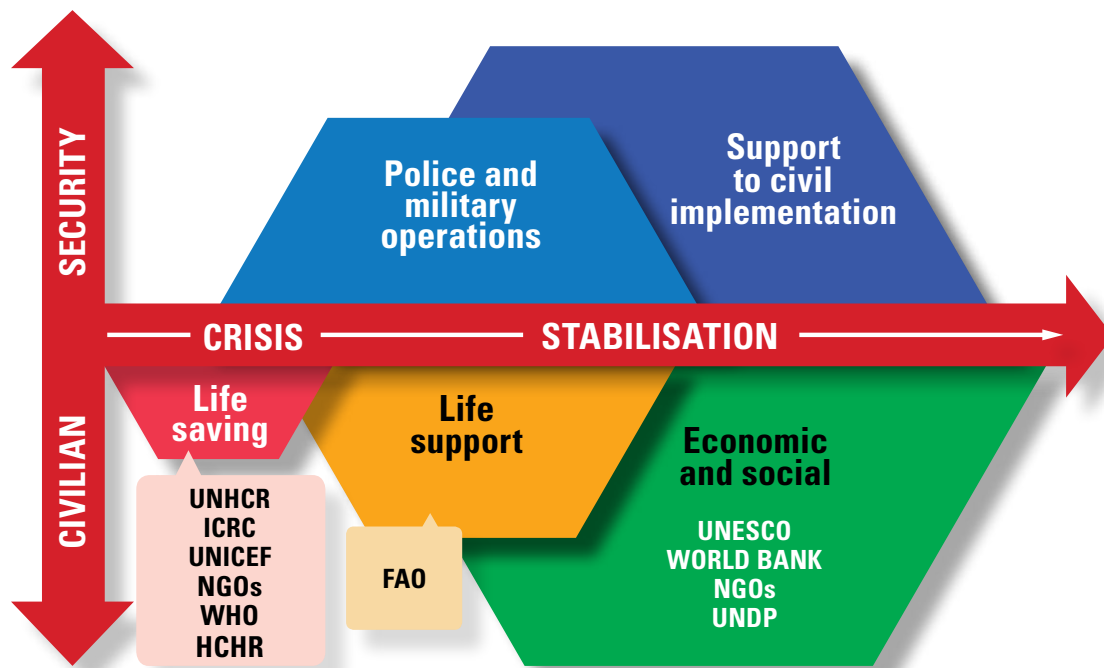 SECURITY
Police and
military
operations
Support
to civil
implementation
CRISIS
STABILISATION
CIVILIAN
Life
saving
UNHCR
ICRC
UNICEF
NGOs
WHO
HCHR
Life
support
FAO
Economic
and social
UNESCO
WORLD BANK
NGOs
UNDP